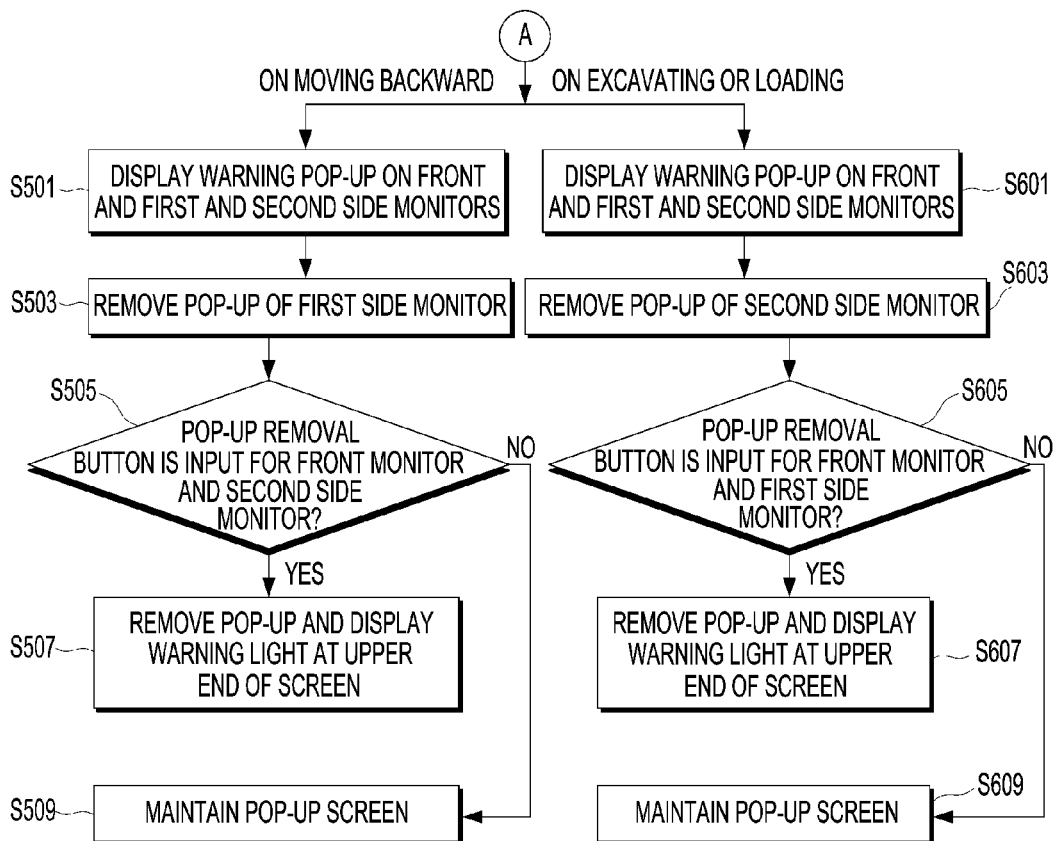 A
ON MOVING BACKWARD
ON EXCAVATING OR LOADING
S501
DISPLAY WARNING POP-UP ON FRONT
AND FIRST AND SECOND SIDE MONITORS
DISPLAY WARNING POP-UP ON FRONT
AND FIRST AND SECOND SIDE MONITORS
S601
S503
REMOVE POP-UP OF FIRST SIDE MONITOR
REMOVE POP-UP OF SECOND SIDE MONITOR
S603
S505
POP-UP REMOVAL
BUTTON IS INPUT FOR FRONT MONITOR
AND SECOND SIDE
MONITOR?
NO
YES
S605
POP-UP REMOVAL
BUTTON IS INPUT FOR FRONT MONITOR
AND FIRST SIDE
MONITOR?
NO
YES
S507
REMOVE POP-UP AND DISPLAY
WARNING LIGHT AT UPPER
END OF SCREEN
REMOVE POP-UP AND DISPLAY
WARNING LIGHT AT UPPER
END OF SCREEN
S607
S509
MAINTAIN POP-UP SCREEN
MAINTAIN POP-UP SCREEN
S609